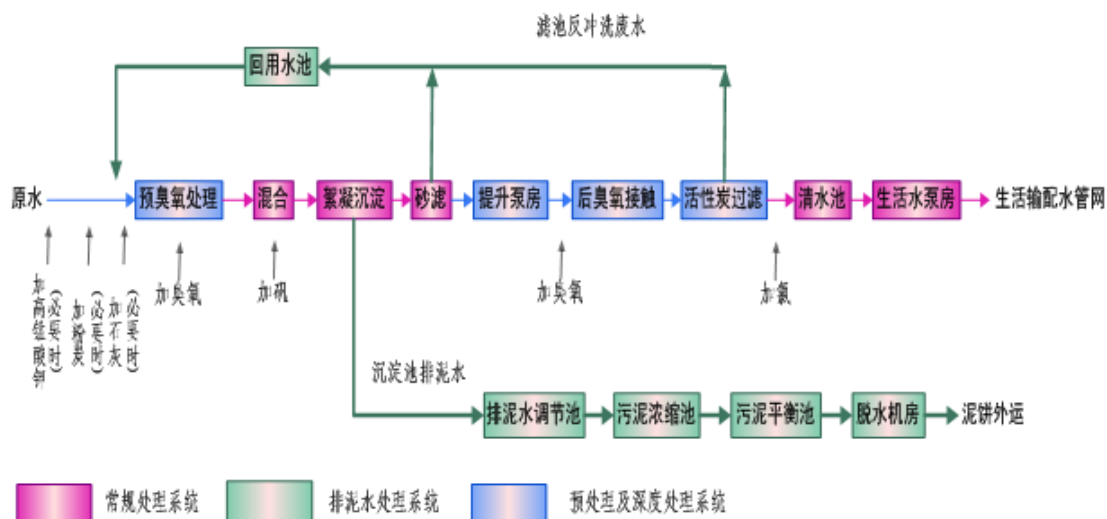 滤池反冲洗废水
回用水池
原水
预臭氧处理
混合
絮凝沉淀
砂滤
提升泵房
后臭氧接触
活性炭过滤
清水池
生活水泵房
生活输配水管网
加高锰酸钾
(必要时)
加粉炭
(必要时)
加石灰
(必要时)
加臭氧
加矾
加臭氧
加氯
沉淀池排泥水
排泥水调节池
污泥浓缩池
污泥平衡池
脱水机房
泥饼外运
常规处理系统
排泥水处理系统
预处理及深度处理系统